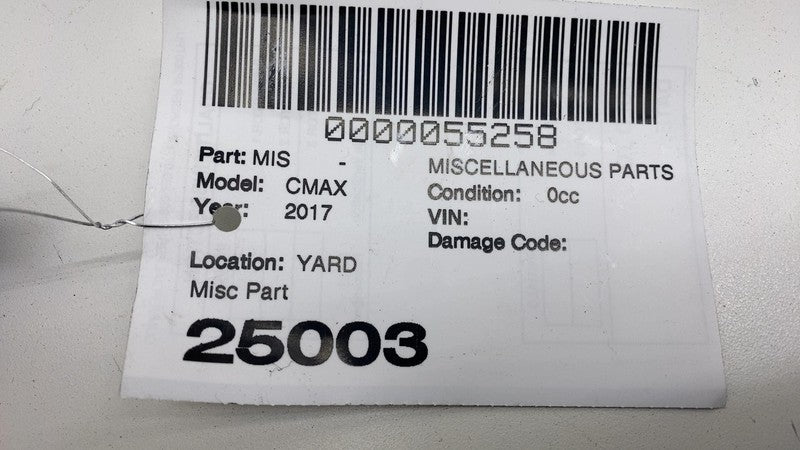 0000055258
Part: MIS - MISCELLANEOUS PARTS
Model: CMAX Condition: 0cc
Year: 2017 VIN:
Damage Code:
Location: YARD
Misc Part
25003